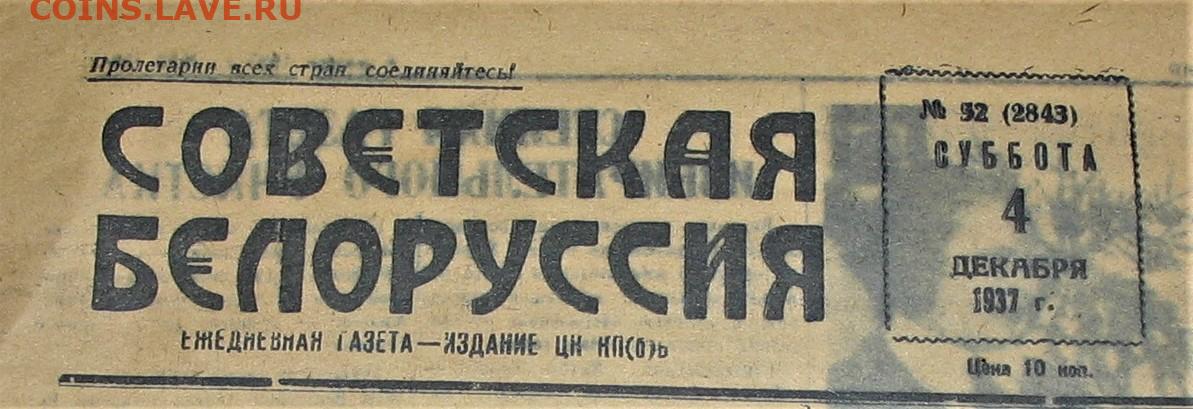 COINS.LAVE.RU
Пролетарии всех стран, соединяйтесь!
СОВЕТСКАЯ
БЕЛОРУССИЯ
ЕЖЕДНЕВНАЯ ГАЗЕТА—ИЗДАНИЕ ЦК КП(б)Б
№ 52 (2843)
СУББОТА
4
ДЕКАБРЯ
1937 г.
Цена 10 коп.